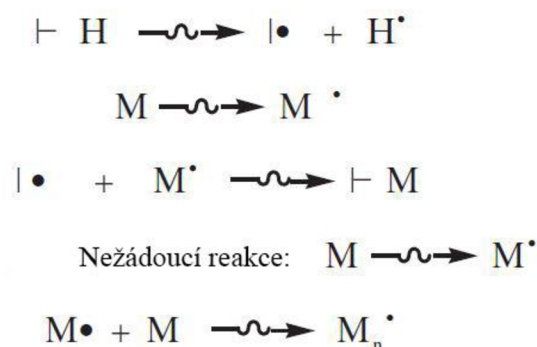 ⊢ H ⟿ |● + H•
M ⟿ M •
|● + M• ⟿ ⊢ M
Nežádoucí reakce: M ⟿ M•
M● + M ⟿ Mₙ•